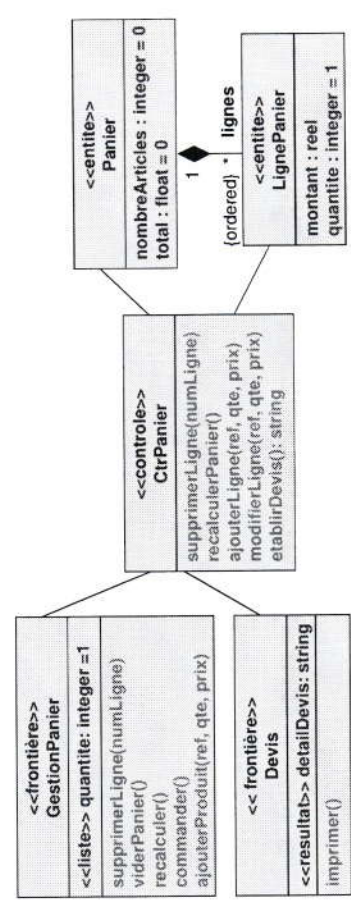 <<frontière>>
GestionPanier
<<liste>> quantite: integer =1
supprimerLigne(numLigne)
viderPanier()
recalculer()
commander()
ajouterProduit(ref, qte, prix)
<< frontière>>
Devis
<<resultat>> detailDevis: string
imprimer()
<<controle>>
CtrPanier
supprimerLigne(numLigne)
recalculerPanier()
ajouterLigne(ref, qte, prix)
modifierLigne(ref, qte, prix)
etablirDevis(): string
<<entite>>
Panier
nombreArticles : integer = 0
total : float = 0
1
{ordered} * lignes
<<entite>>
LignePanier
montant : reel
quantite : integer = 1